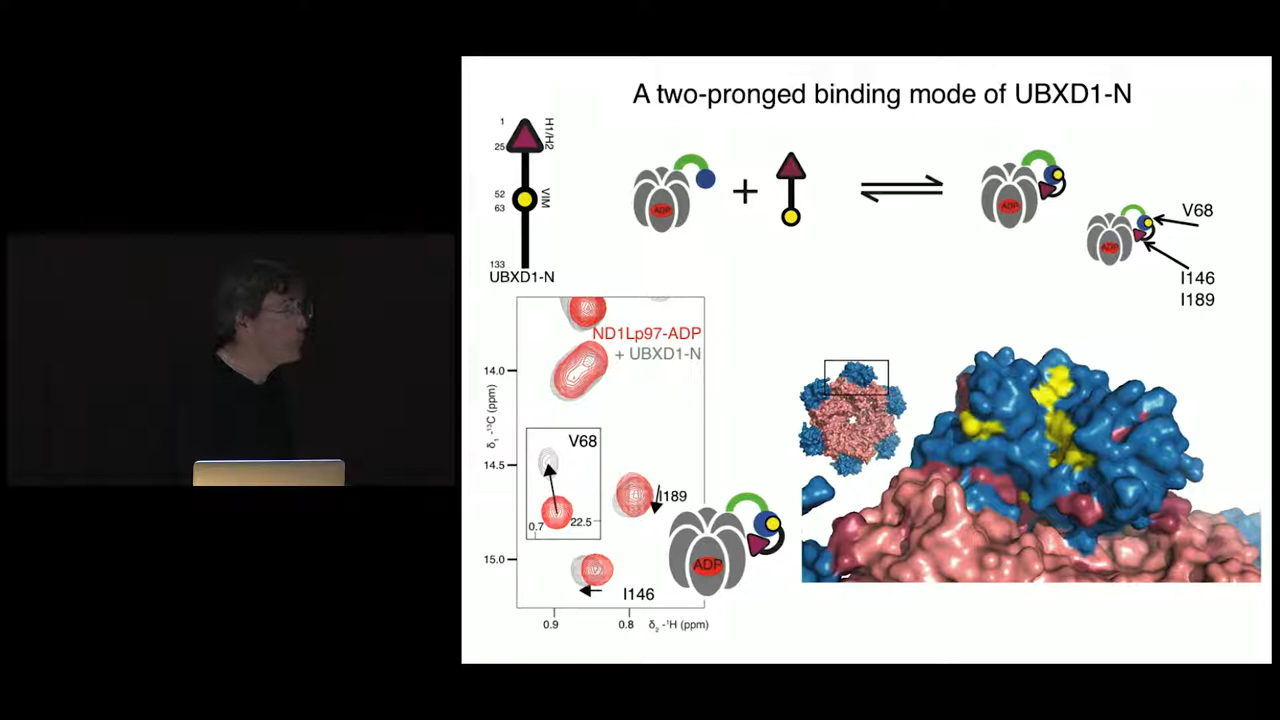 A two-pronged binding mode of UBXD1-N
1
25
H1/H2
52
63
VIM
133
UBXD1-N
ADP
+
ADP
ADP
V68
I146
I189
ND1Lp97-ADP
+ UBXD1-N
14.0
14.5
15.0
δ₁ -¹³C (ppm)
V68
0.7
22.5
I189
I146
ADP
0.9
0.8
δ₂ -¹H (ppm)